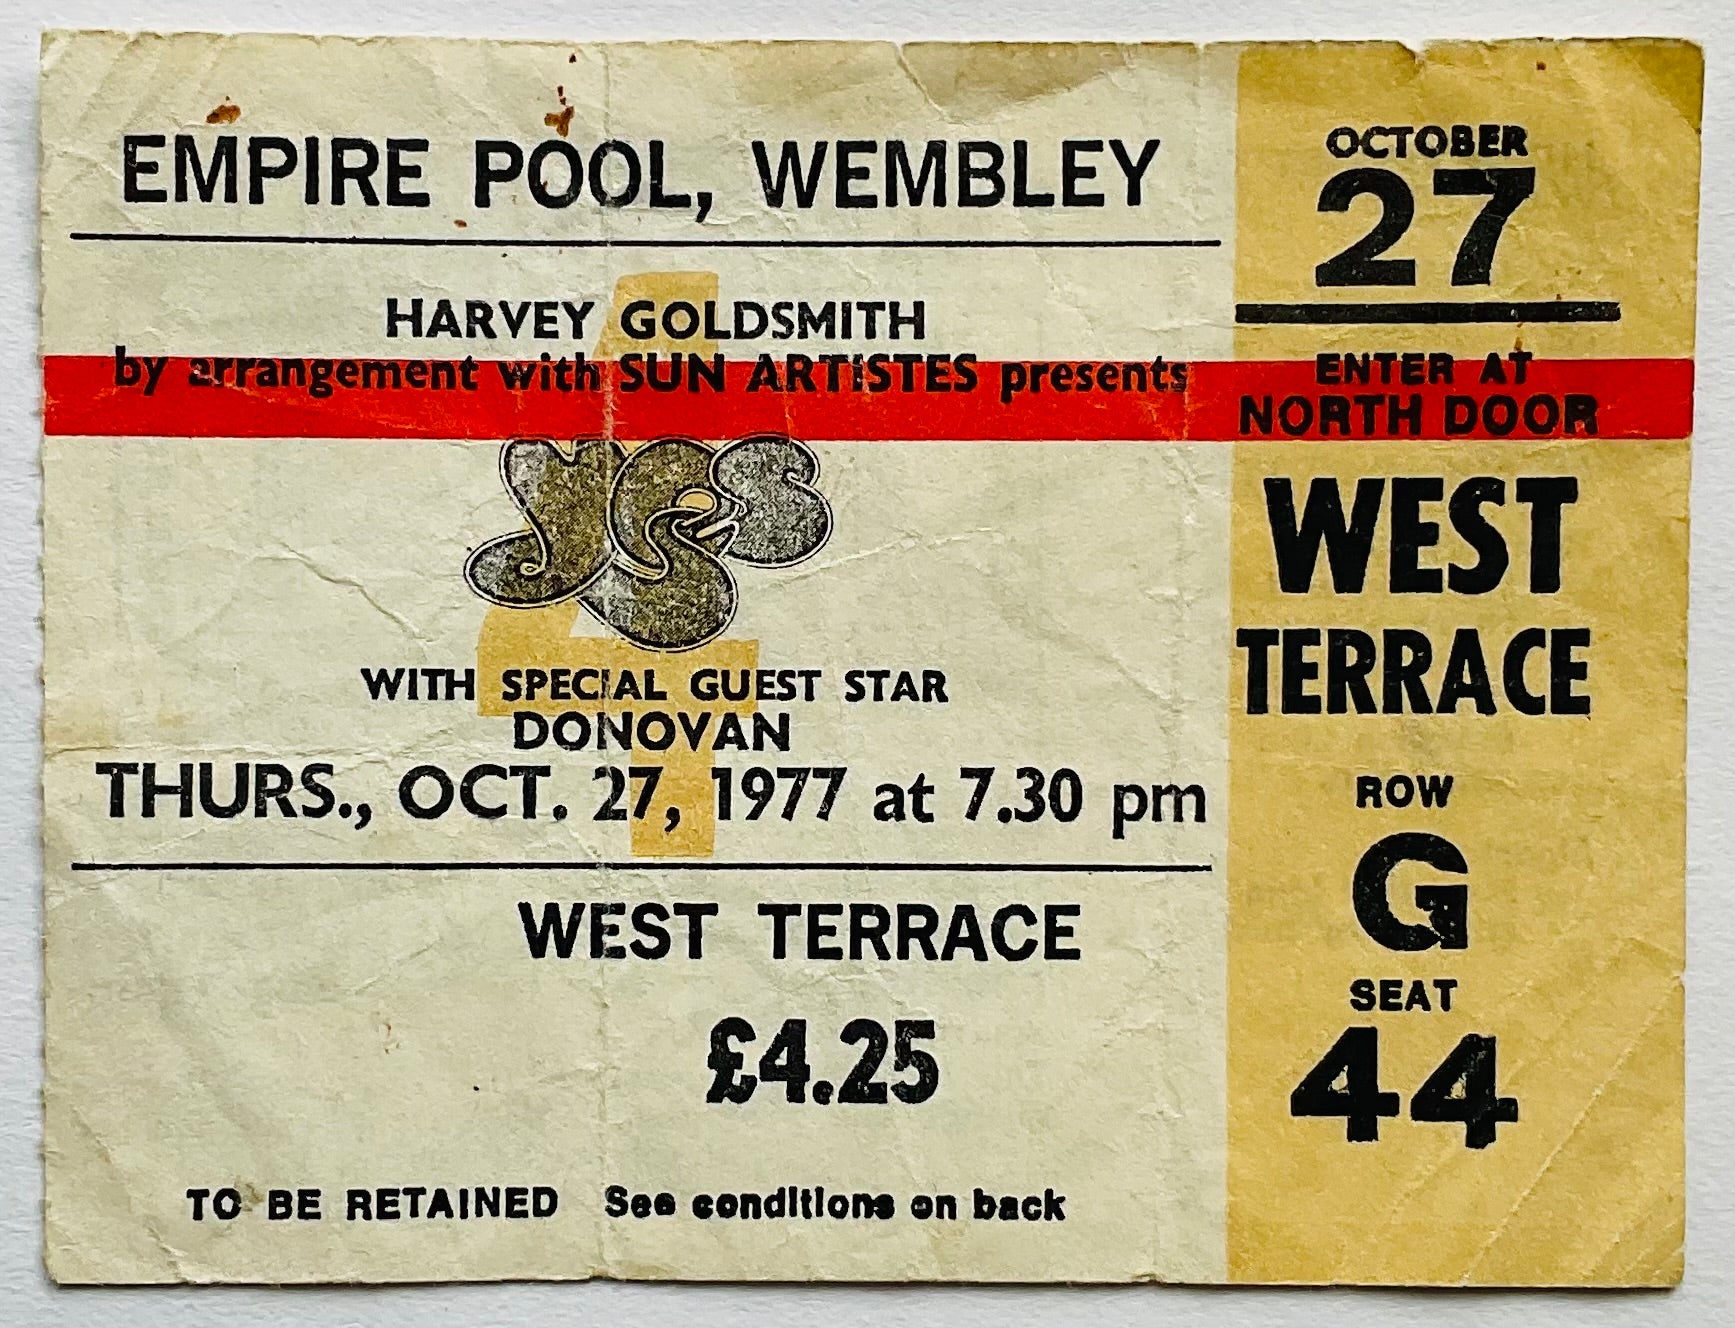 EMPIRE POOL, WEMBLEY
HARVEY GOLDSMITH
by arrangement with SUN ARTISTES presents
yes
4
WITH SPECIAL GUEST STAR
DONOVAN
THURS., OCT. 27, 1977 at 7.30 pm
WEST TERRACE
£4.25
TO BE RETAINED See conditions on back
OCTOBER
27
ENTER AT
NORTH DOOR
WEST
TERRACE
ROW
G
SEAT
44